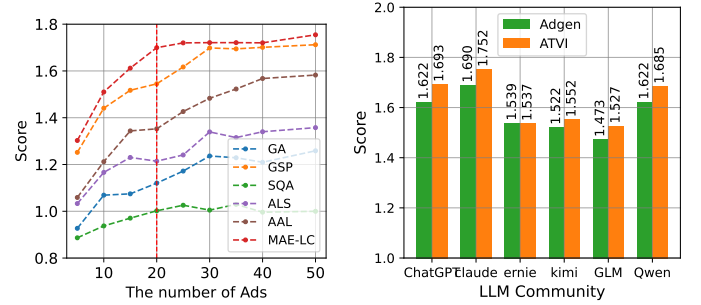 1.8
1.6
1.4
1.2
1.0
0.8
Score
10
20
30
40
50
The number of Ads
GA
GSP
SQA
ALS
AAL
MAE-LC
2.0
1.8
1.6
1.4
1.2
1.0
Score
Adgen
ATVI
1.622
1.693
1.690
1.752
1.539
1.537
1.522
1.552
1.473
1.527
1.622
1.685
ChatGPT
claude
ernie
kimi
GLM
Qwen
LLM Community